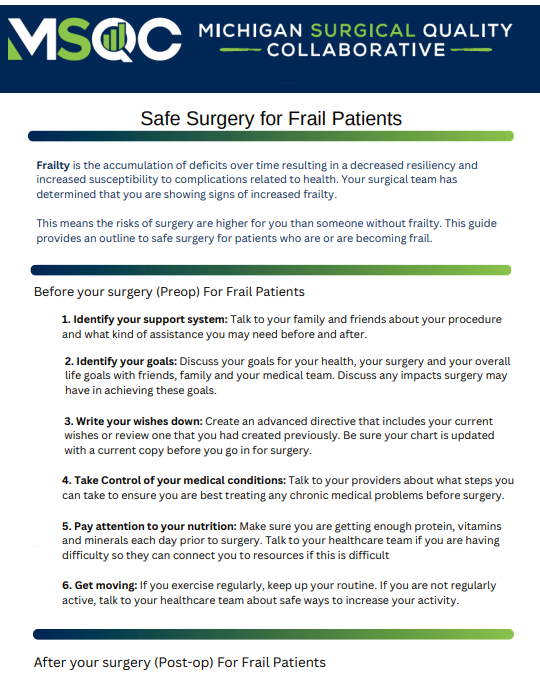 MSQC MICHIGAN SURGICAL QUALITY
COLLABORATIVE
Safe Surgery for Frail Patients
Frailty is the accumulation of deficits over time resulting in a decreased resiliency and
increased susceptibility to complications related to health. Your surgical team has
determined that you are showing signs of increased frailty.
This means the risks of surgery are higher for you than someone without frailty. This guide
provides an outline to safe surgery for patients who are or are becoming frail.
Before your surgery (Preop) For Frail Patients
1. Identify your support system: Talk to your family and friends about your procedure
and what kind of assistance you may need before and after.
2. Identify your goals: Discuss your goals for your health, your surgery and your overall
life goals with friends, family and your medical team. Discuss any impacts surgery may
have in achieving these goals.
3. Write your wishes down: Create an advanced directive that includes your current
wishes or review one that you had created previously. Be sure your chart is updated
with a current copy before you go in for surgery.
4. Take Control of your medical conditions: Talk to your providers about what steps you
can take to ensure you are best treating any chronic medical problems before surgery.
5. Pay attention to your nutrition: Make sure you are getting enough protein, vitamins
and minerals each day prior to surgery. Talk to your healthcare team if you are having
difficulty so they can connect you to resources if this is difficult
6. Get moving: If you exercise regularly, keep up your routine. If you are not regularly
active, talk to your healthcare team about safe ways to increase your activity.
After your surgery (Post-op) For Frail Patients